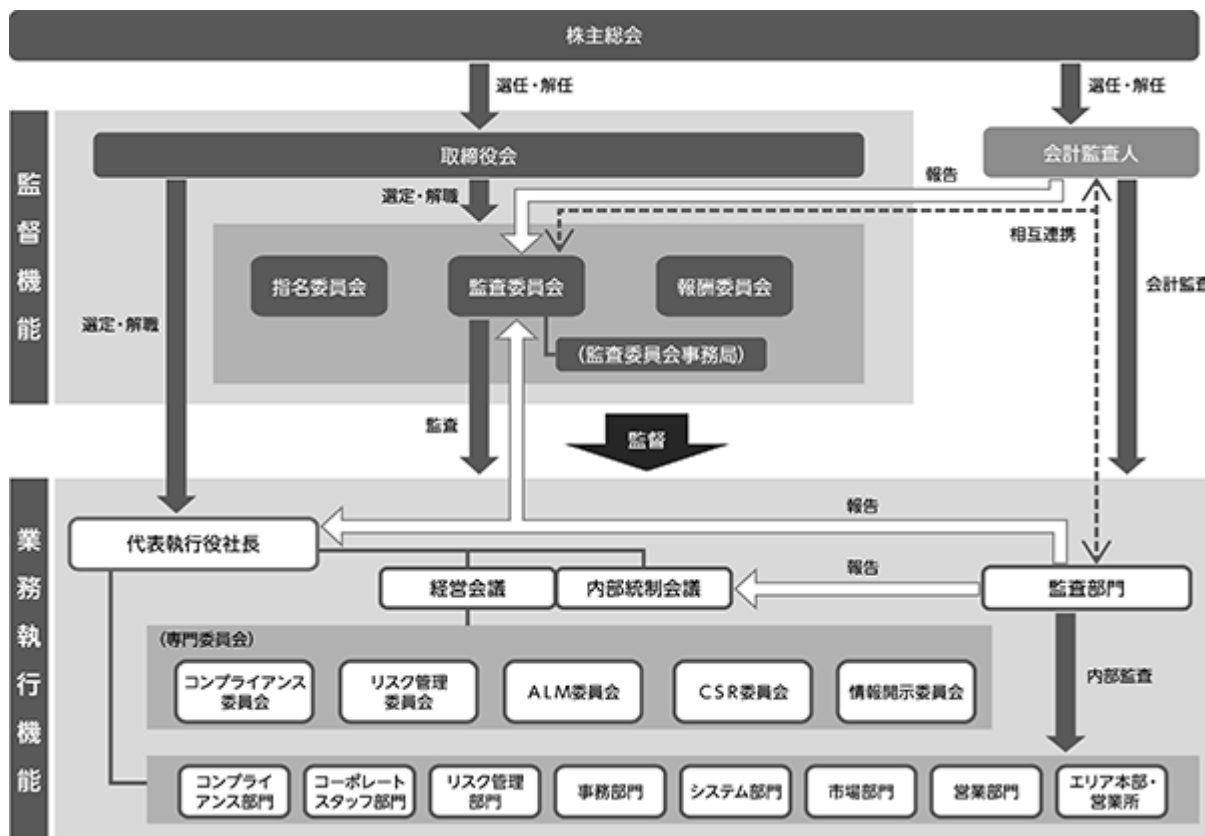 株主総会
選任・解任
選任・解任
監督機能
取締役会
会計監査人
選定・解職
報告
相互連携
指名委員会
監査委員会
報酬委員会
会計監査
選定・解職
(監査委員会事務局)
監査
監督
業務執行機能
代表執行役社長
報告
経営会議
内部統制会議
報告
監査部門
(専門委員会)
コンプライアンス
委員会
リスク管理
委員会
ALM委員会
CSR委員会
情報開示委員会
内部監査
コンプライ
アンス部門
コーポレート
スタッフ部門
リスク管理
部門
事務部門
システム部門
市場部門
営業部門
エリア本部・
営業所